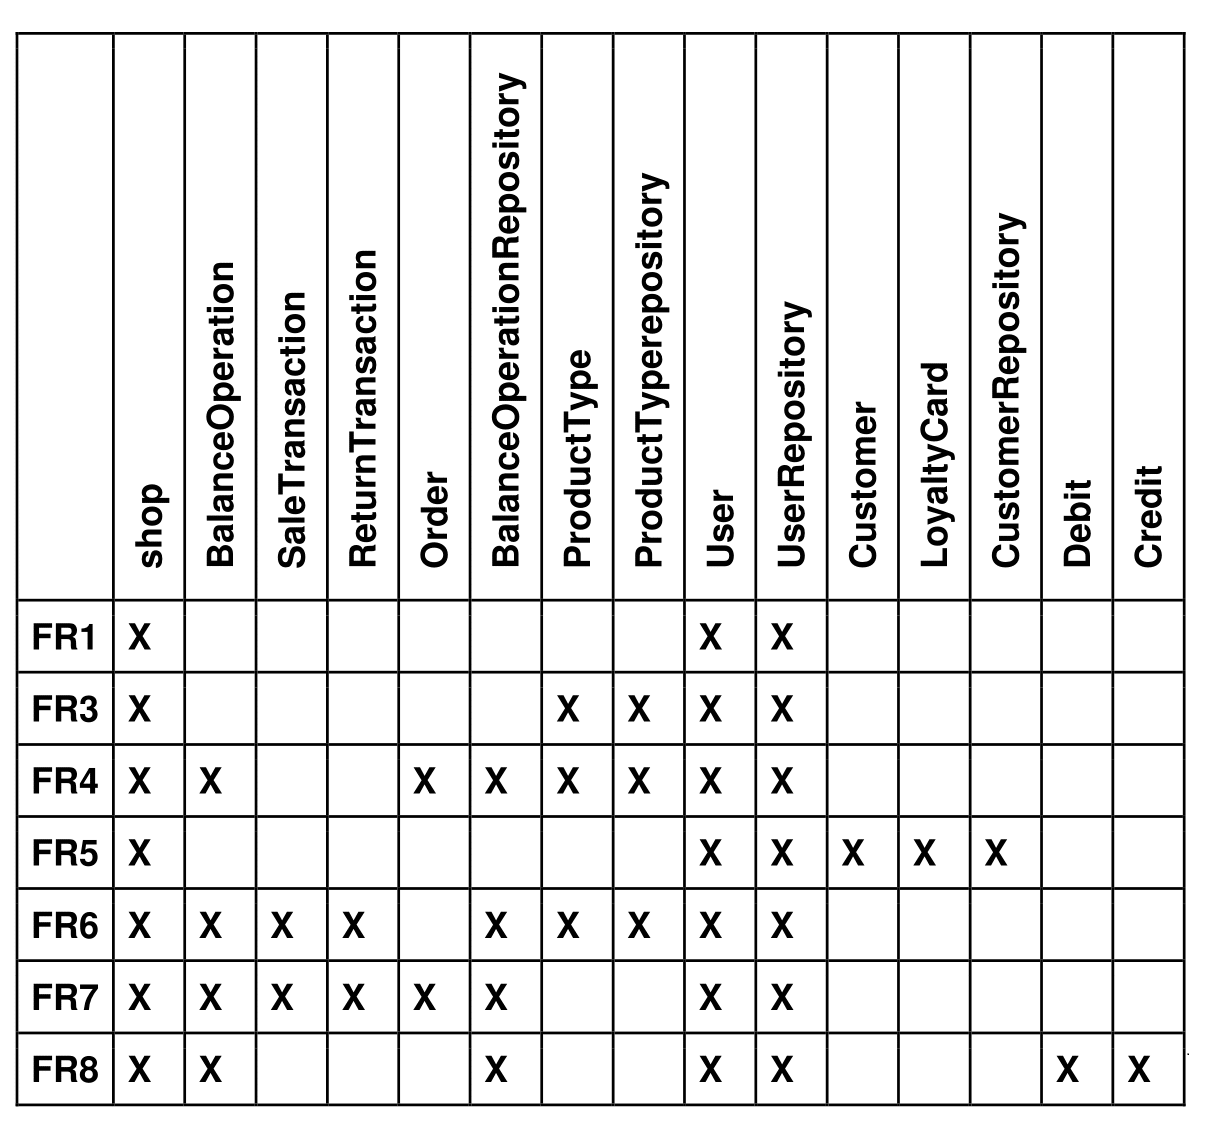 shop
BalanceOperation
SaleTransaction
ReturnTransaction
Order
BalanceOperationRepository
ProductType
ProductTyperepository
User
UserRepository
Customer
LoyaltyCard
CustomerRepository
Debit
Credit
FR1 X X X
FR3 X X X X X
FR4 X X X X X X X X
FR5 X X X X X X
FR6 X X X X X X X X X
FR7 X X X X X X X X
FR8 X X X X X X X